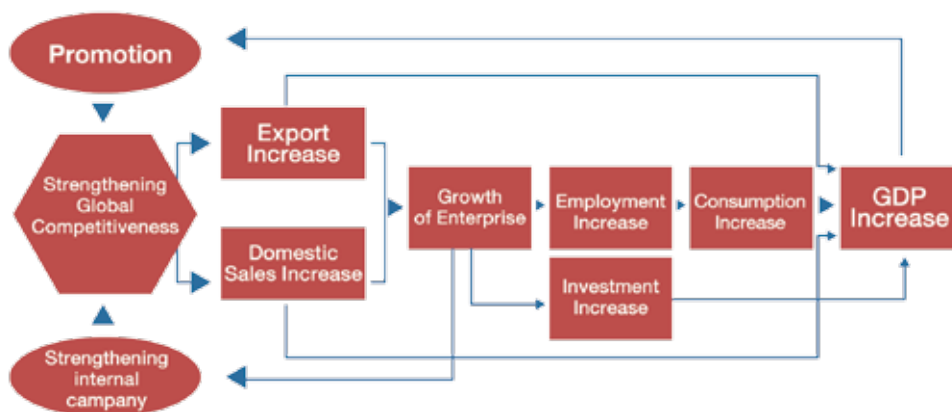 Promotion
Strengthening
Global
Competitiveness
Strengthening
internal
campany
Export
Increase
Domestic
Sales Increase
Growth
of Enterprise
Employment
Increase
Investment
Increase
Consumption
Increase
GDP
Increase